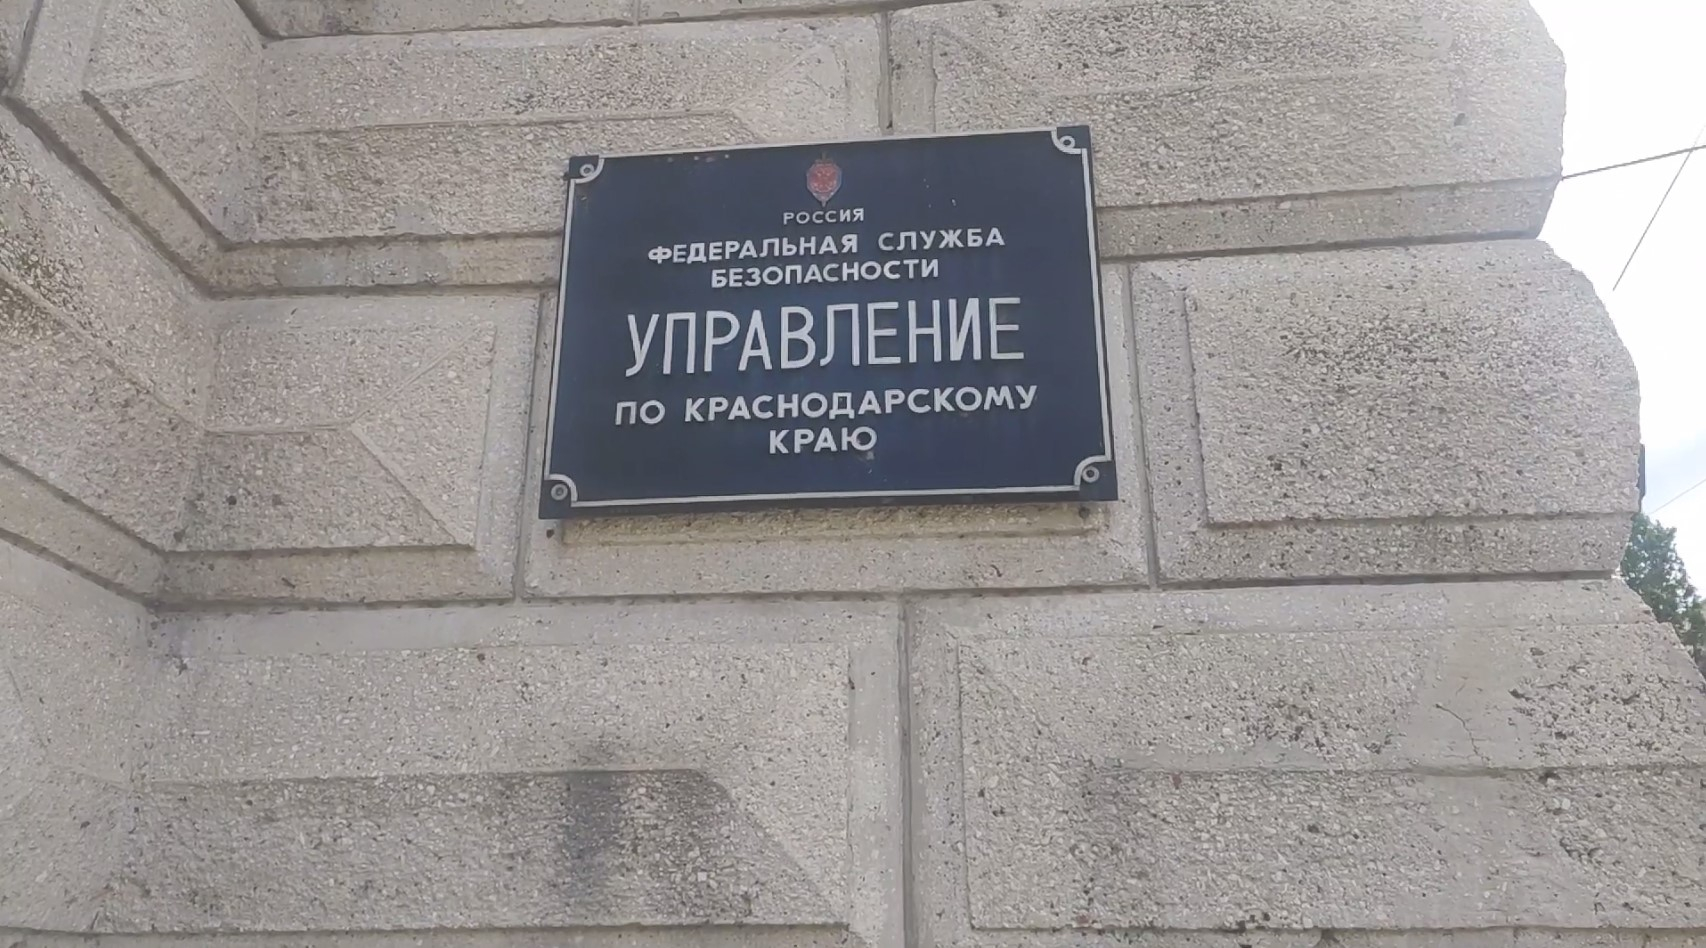 РОССИЯ
ФЕДЕРАЛЬНАЯ СЛУЖБА
БЕЗОПАСНОСТИ
УПРАВЛЕНИЕ
ПО КРАСНОДАРСКОМУ
КРАЮ